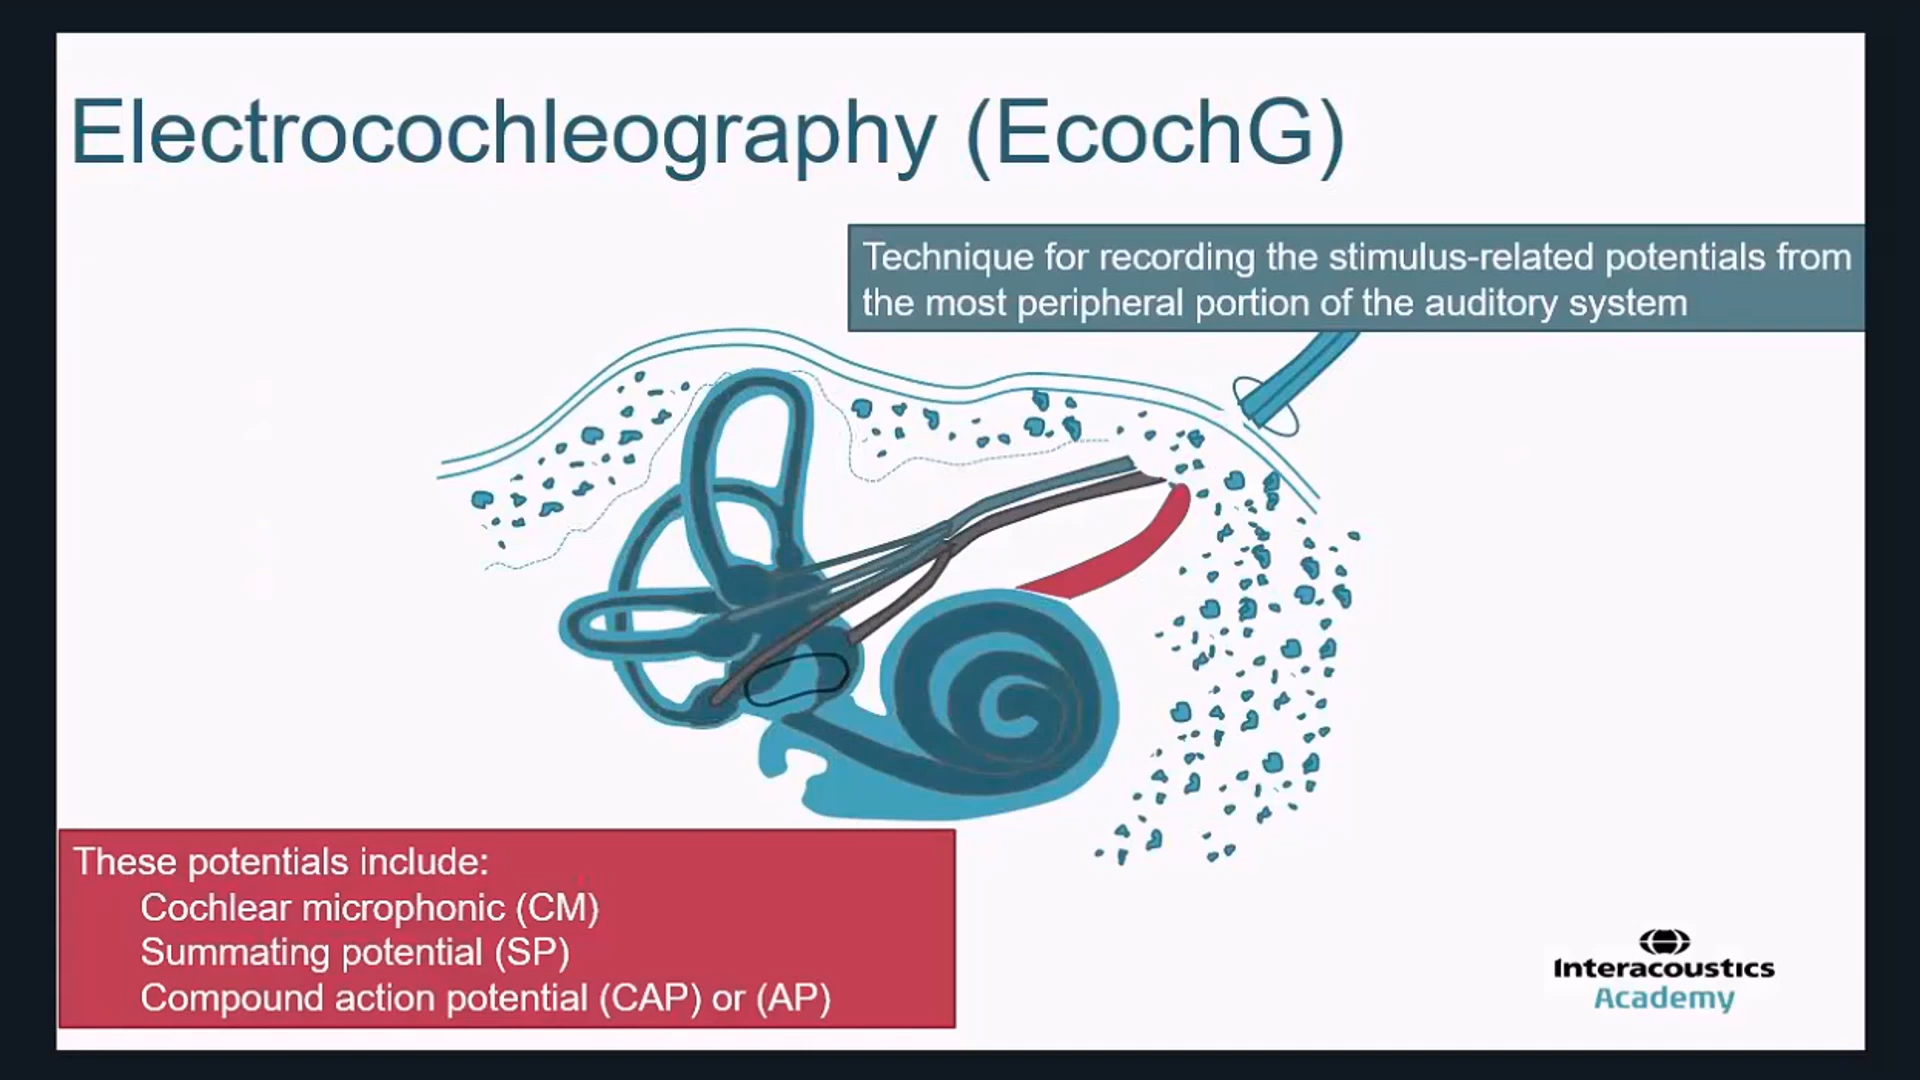 Electrocochleography (EcochG)
Technique for recording the stimulus-related potentials from
the most peripheral portion of the auditory system
These potentials include:
Cochlear microphonic (CM)
Summating potential (SP)
Compound action potential (CAP) or (AP)
Interacoustics
Academy